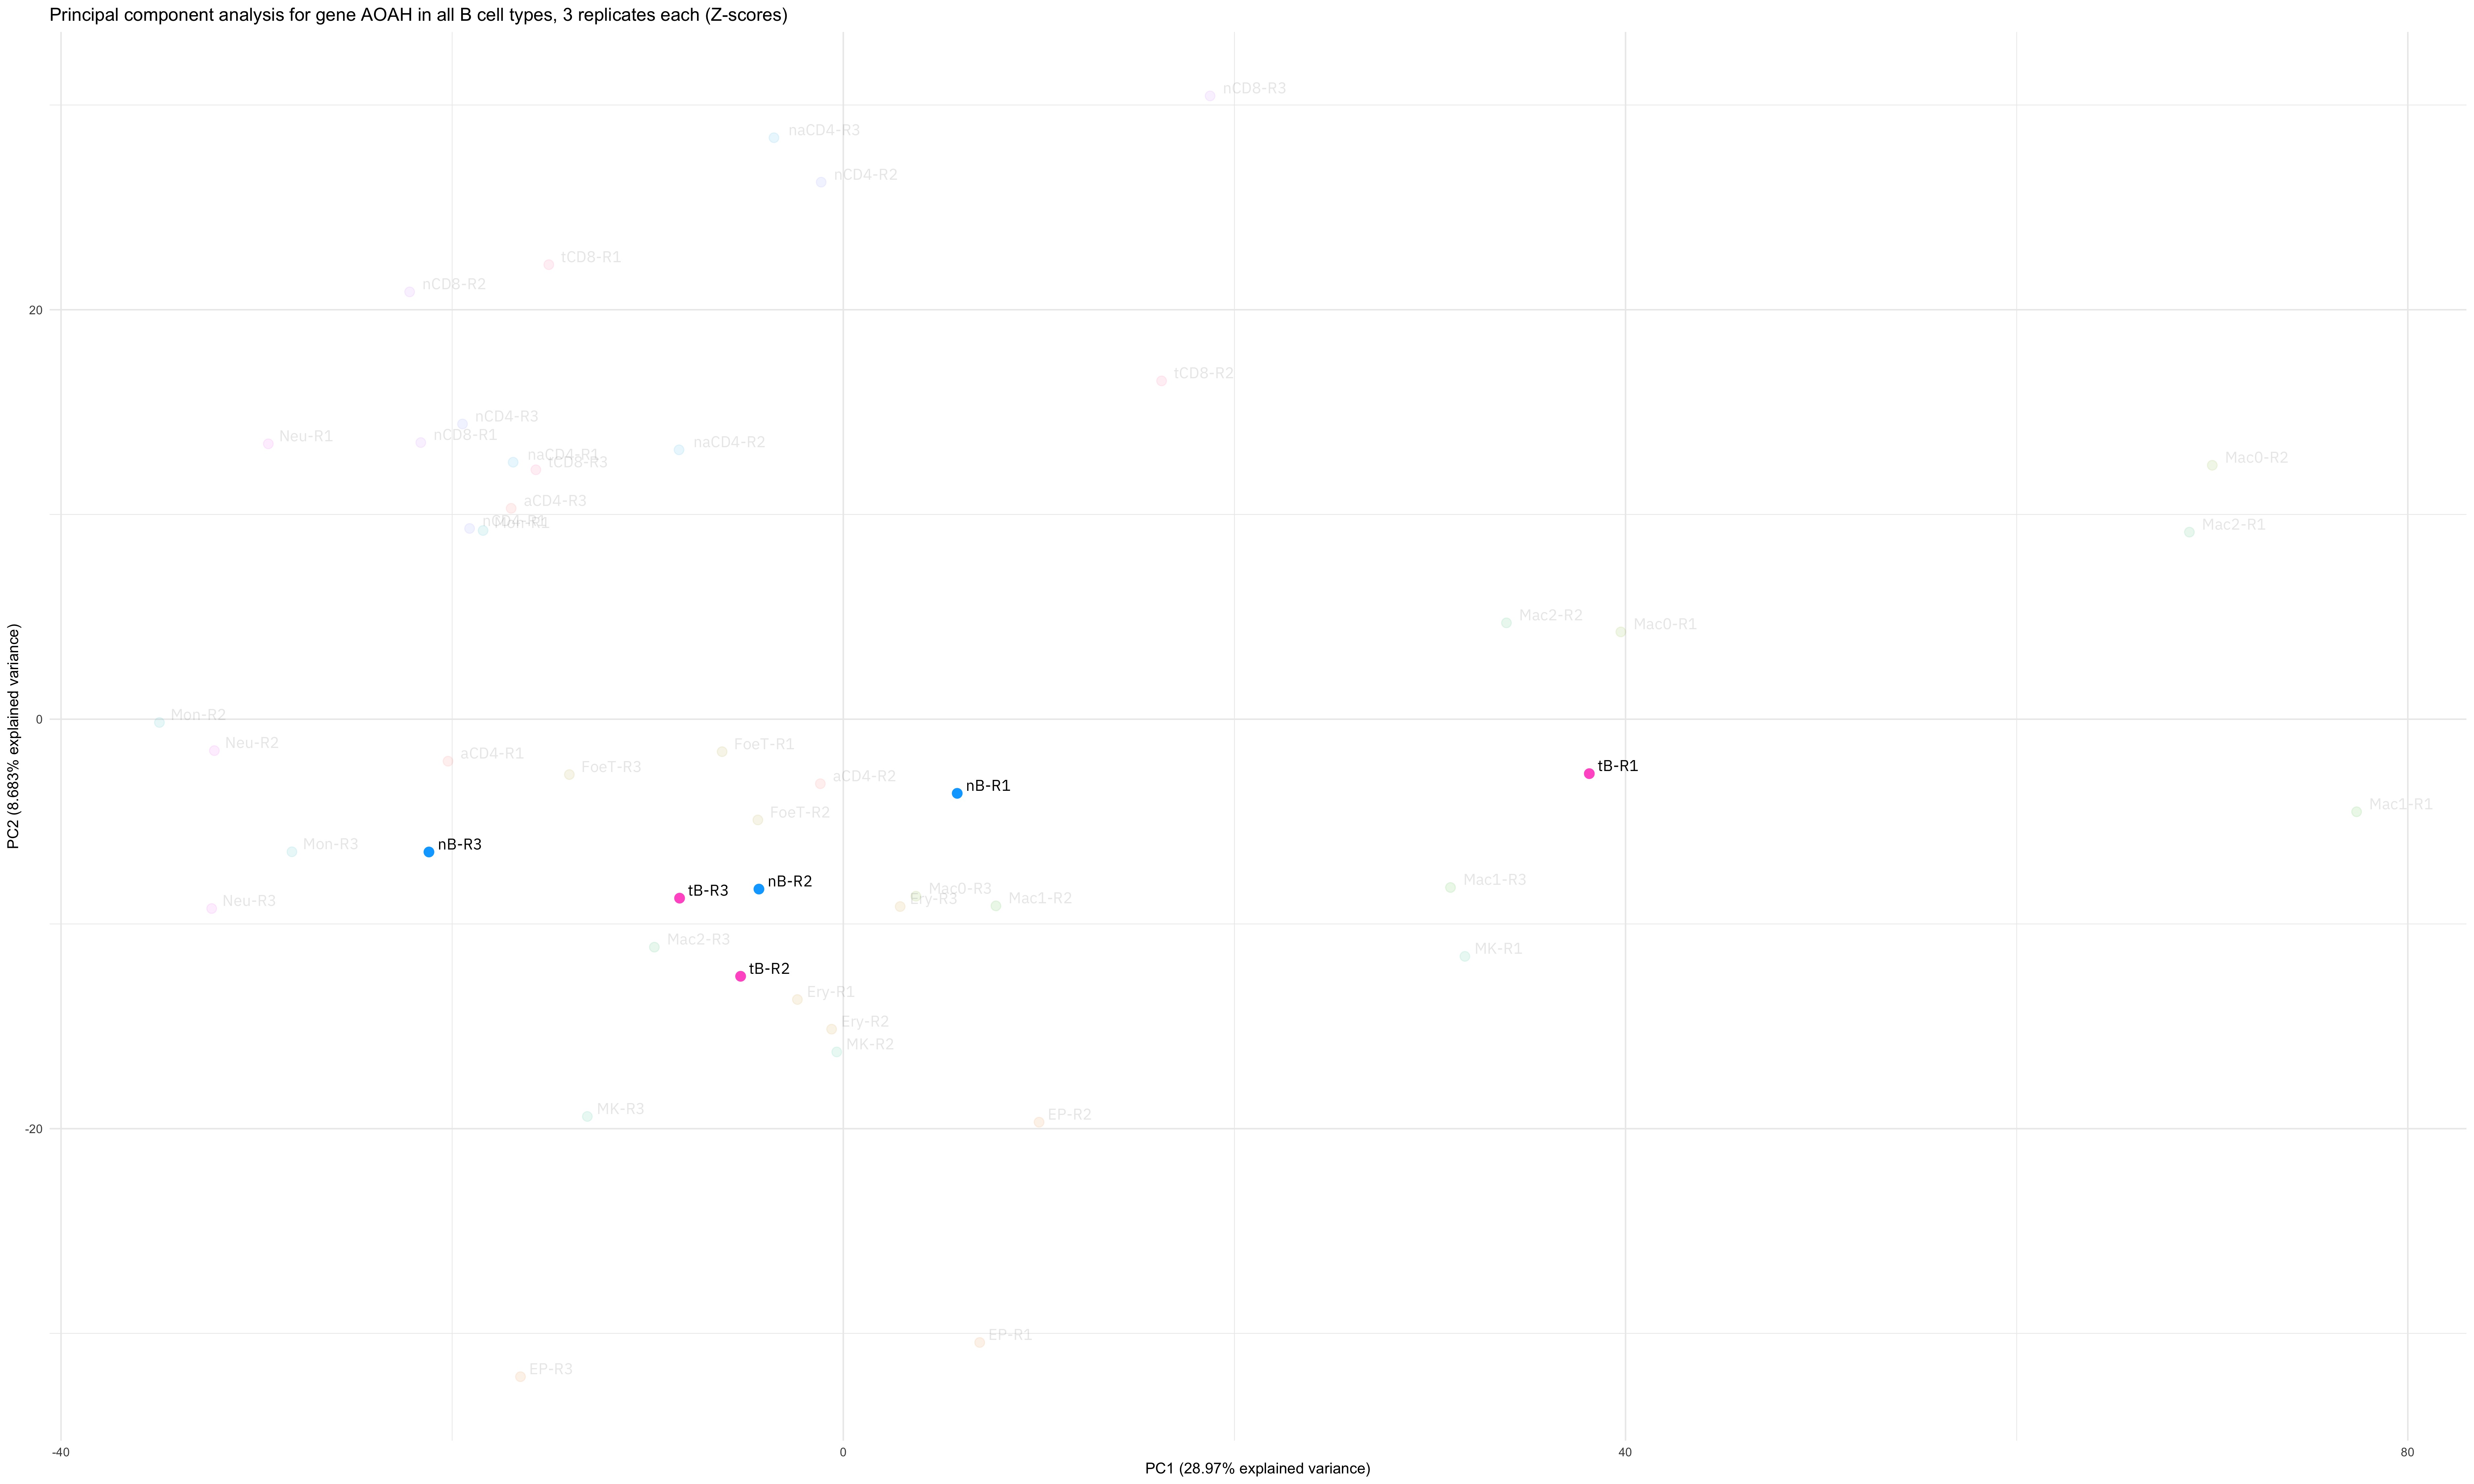 Principal component analysis for gene AOAH in all B cell types, 3 replicates each (Z-scores)
nCD8-R3
naCD4-R3
nCD4-R2
tCD8-R1
nCD8-R2
20
tCD8-R2
nCD4-R3
nCD8-R1
Neu-R1
naCD4-R2
naCD4-R1
tCD8-R3
Mac0-R2
aCD4-R3
nCD4-R1
Mon-R1
Mac2-R1
Mac2-R2
Mac0-R1
Mon-R2
0
Neu-R2
FoeT-R1
aCD4-R1
FoeT-R3
aCD4-R2
tB-R1
nB-R1
Mac1-R1
FoeT-R2
Mon-R3
nB-R3
nB-R2
Mac1-R3
tB-R3
Mac0-R3
Ery-R3
Mac1-R2
Neu-R3
Mac2-R3
MK-R1
tB-R2
Ery-R1
Ery-R2
MK-R2
MK-R3
EP-R2
-20
EP-R1
EP-R3
PC2 (8.683% explained variance)
-40
0
40
80
PC1 (28.97% explained variance)